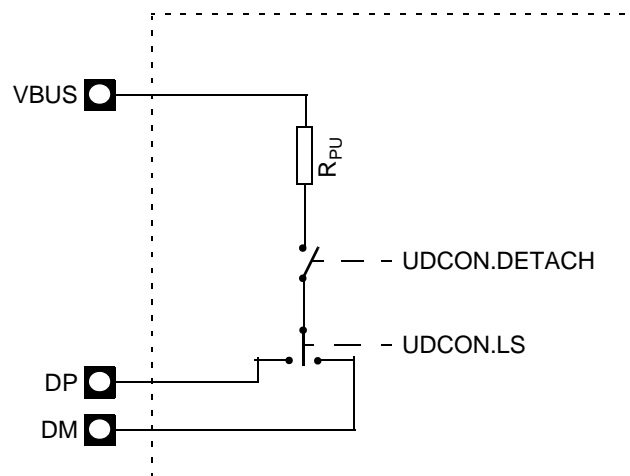 VBUS
RPU
UDCON.DETACH
UDCON.LS
DP
DM